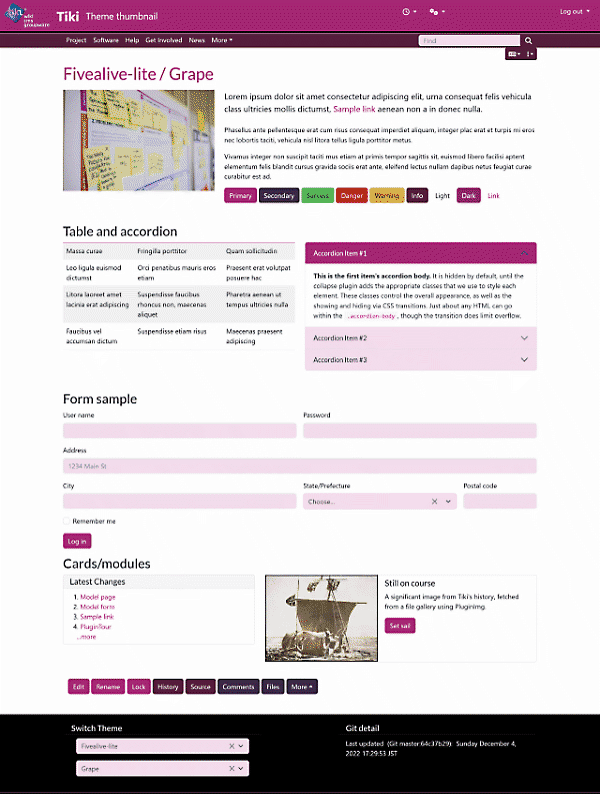 Tiki Theme thumbnail
Log out
Project Software Help Get Involved News More
Find
Fivealive-lite / Grape
Lorem ipsum dolor sit amet consectetur adipiscing elit, urna consequat felis vehicula
class ultricies mollis dictumst, Sample link aenean non a in donec nulla.
Phasellus ante pellentesque erat cum risus consequat imperdiet aliquam, integer plac erat et turpis mi eros
nec lobortis taciti, vehicula nisl litora tellus ligula porttitor metus.
Vivamus integer non suscipit taciti mus etiam at primis tempor sagittis sit, euismod libero facilisi aptent
elementum felis blandit cursus gravida sociis erat ante, eleifend lectus nullam dapibus netus feugiat curae
curabitur est ad.
Primary Secondary Success Danger Warning Info Light Dark Link
Table and accordion
Massa curae Fringilla porttitor Quam sollicitudin
Leo ligula euismod dictumst Orci penatibus mauris eros etiam Praesent erat volutpat posuere hac
Litora laoreet amet lacinia erat adipiscing Suspendisse faucibus rhoncus non, maecenas aliquet Pharetra aenean ut tempus ultricies nulla
Faucibus vel accumsan dictum Suspendisse etiam risus Maecenas praesent adipiscing
Accordion Item #1
This is the first item's accordion body. It is hidden by default, until the
collapse plugin adds the appropriate classes that we use to style each
element. These classes control the overall appearance, as well as the
showing and hiding via CSS transitions. Just about any HTML can go
within the .accordion-body , though the transition does limit overflow.
Accordion Item #2
Accordion Item #3
Form sample
User name Password
Address
1234 Main St
City State/Prefecture Postal code
Choose...
Remember me
Log in
Cards/modules
Latest Changes
1. Model page
2. Model form
3. Sample link
4. PluginTour
...more
Still on course
A significant image from Tiki's history, fetched
from a file gallery using PluginImg.
Set sail
Edit Rename Lock History Source Comments Files More
Switch Theme
Fivealive-lite
Grape
Git detail
Last updated (Git master:64c37b29) Sunday December 4,
2022 17:29:53 JST